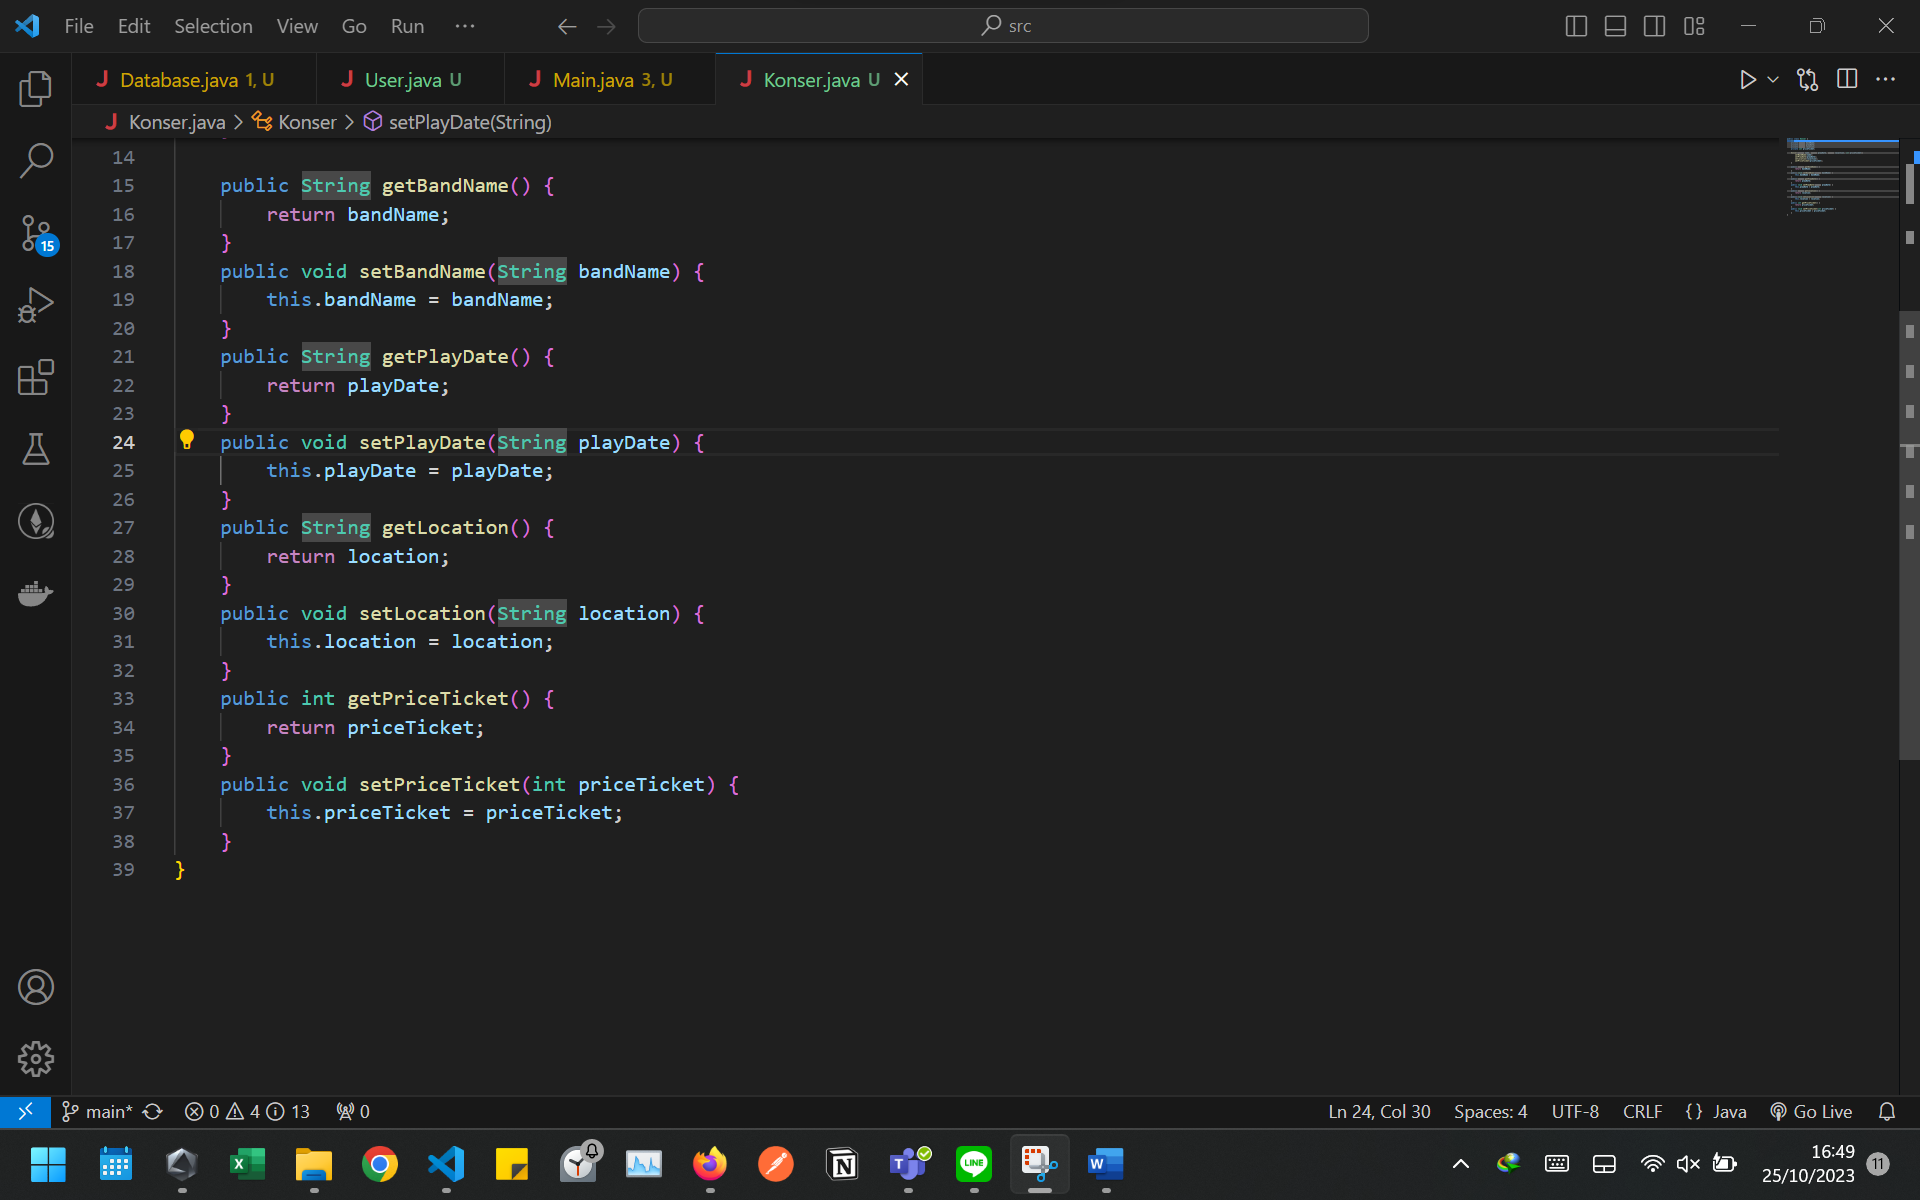 File Edit Selection View Go Run ··· src
Database.java 1, U User.java U Main.java 3, U Konser.java U
Konser.java > Konser > setPlayDate(String)
14
15 public String getBandName() {
16 return bandName;
17 }
18 public void setBandName(String bandName) {
19 this.bandName = bandName;
20 }
21 public String getPlayDate() {
22 return playDate;
23 }
24 public void setPlayDate(String playDate) {
25 this.playDate = playDate;
26 }
27 public String getLocation() {
28 return location;
29 }
30 public void setLocation(String location) {
31 this.location = location;
32 }
33 public int getPriceTicket() {
34 return priceTicket;
35 }
36 public void setPriceTicket(int priceTicket) {
37 this.priceTicket = priceTicket;
38 }
39 }
15
main* 0 4 13 0 Ln 24, Col 30 Spaces: 4 UTF-8 CRLF {} Java Go Live
LINE
16:49
25/10/2023 11